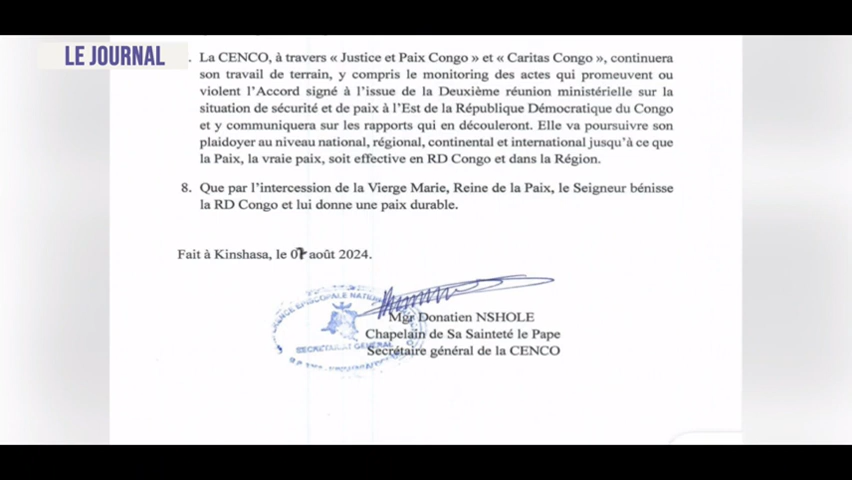 LE JOURNAL
. La CENCO, à travers « Justice et Paix Congo » et « Caritas Congo », continuera
son travail de terrain, y compris le monitoring des actes qui promeuvent ou
violent l'Accord signé à l'issue de la Deuxième réunion ministérielle sur la
situation de sécurité et de paix à l'Est de la République Démocratique du Congo
et y communiquera sur les rapports qui en découleront. Elle va poursuivre son
plaidoyer au niveau national, régional, continental et international jusqu'à ce que
la Paix, la vraie paix, soit effective en RD Congo et dans la Région.
8. Que par l'intercession de la Vierge Marie, Reine de la Paix, le Seigneur bénisse
la RD Congo et lui donne une paix durable.
Fait à Kinshasa, le 07 août 2024.
Mgr Donatien NSHOLE
Chapelain de Sa Sainteté le Pape
Secrétaire général de la CENCO
EPISCOPALE
SECRETARIAT GENERAL